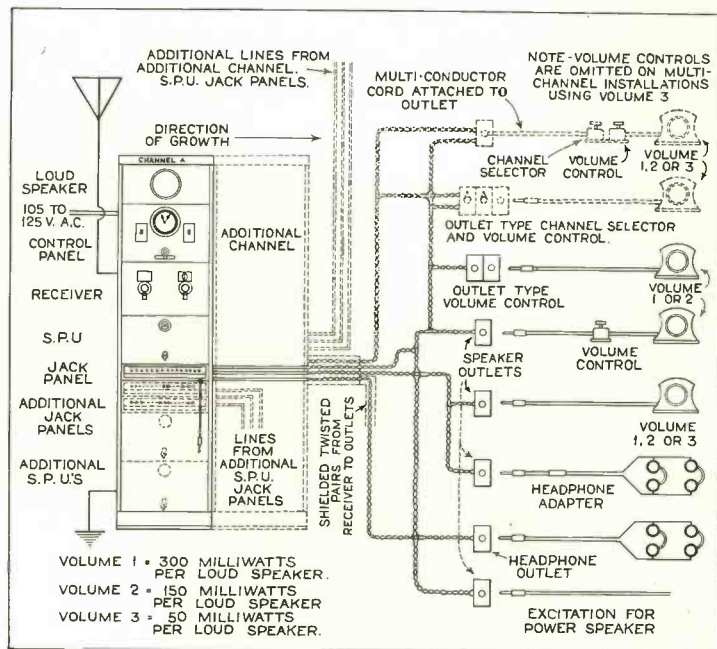 ADDITIONAL LINES FROM
ADDITIONAL CHANNEL.
S.P.U. JACK PANELS.
DIRECTION
OF GROWTH
MULTI-CONDUCTOR
CORD ATTACHED TO
OUTLET
NOTE-VOLUME CONTROLS
ARE OMITTED ON MULTI-
CHANNEL INSTALLATIONS
USING VOLUME 3
CHANNEL
SELECTOR
VOLUME
CONTROL
VOLUME
1, 2 OR 3
CHANNEL A
LOUD
SPEAKER
105 TO
125 V. A.C.
CONTROL
PANEL
RECEIVER
S.P.U
JACK
PANEL
ADDITIONAL
JACK
PANELS
ADDITIONAL
S.P.U.'S
ADDITIONAL
CHANNEL
OUTLET TYPE CHANNEL SELECTOR
AND VOLUME CONTROL.
OUTLET TYPE
VOLUME CONTROL
VOLUME
1 OR 2
SPEAKER
OUTLETS
VOLUME
CONTROL
VOLUME
1, 2 OR 3
LINES
FROM
ADDITIONAL
S.P.U.
JACK
PANELS
SHIELDED TWISTED
PAIRS FROM
RECEIVER TO OUTLETS
HEADPHONE
ADAPTER
HEADPHONE
OUTLET
EXCITATION FOR
POWER SPEAKER
VOLUME 1 = 300 MILLIWATTS
PER LOUD SPEAKER.
VOLUME 2 = 150 MILLIWATTS
PER LOUD SPEAKER
VOLUME 3 = 50 MILLIWATTS
PER LOUD SPEAKER.